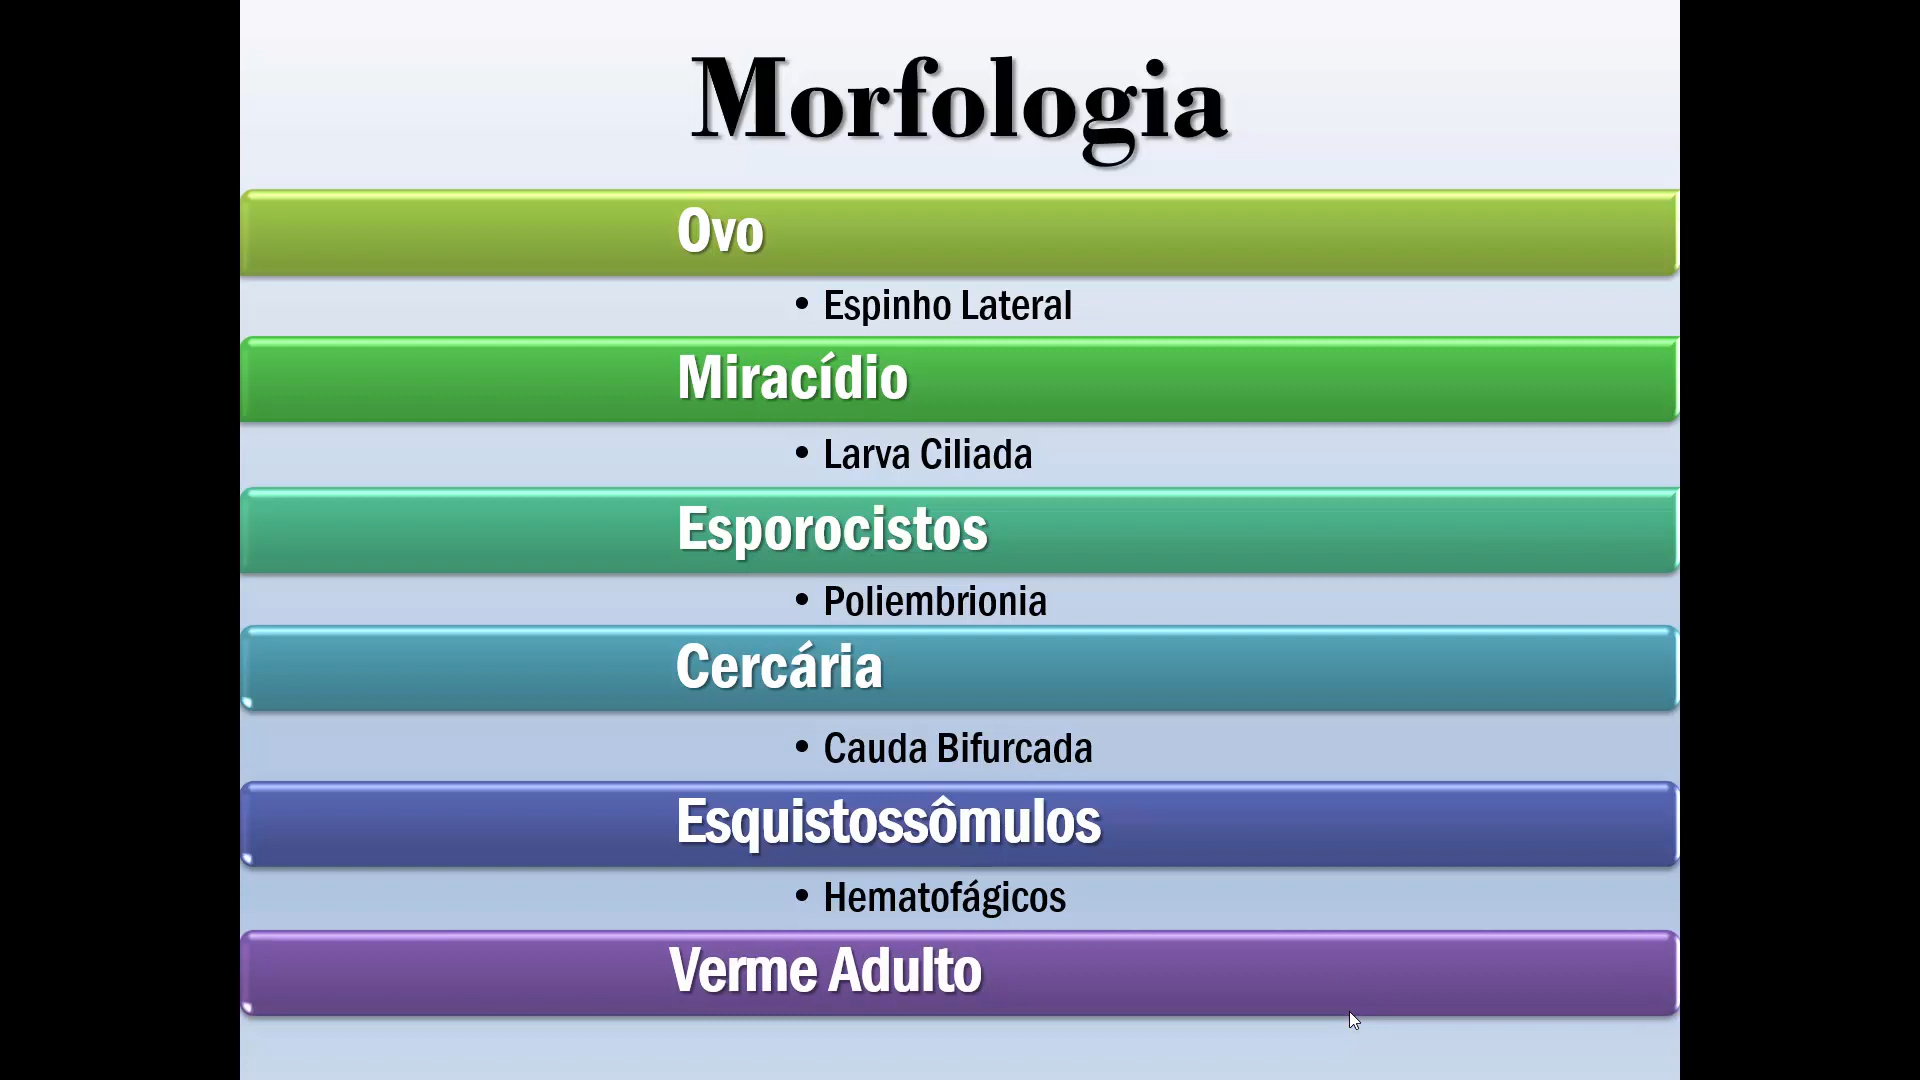 Morfologia
Ovo
• Espinho Lateral
Miracídio
• Larva Ciliada
Esporocistos
• Poliembrionia
Cercária
• Cauda Bifurcada
Esquistossômulos
• Hematofágicos
Verme Adulto